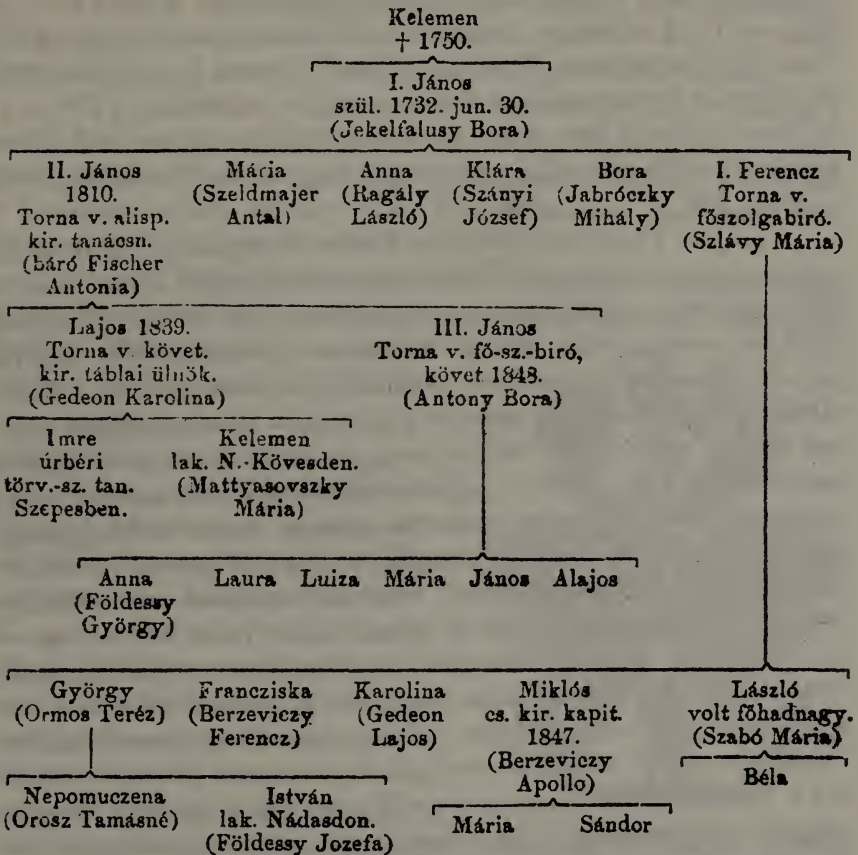 Kelemen
† 1750.
I. János
szül. 1732. jun. 30.
(Jekelfalusy Bora)
II. János Mária Anna Klára Bora I. Ferencz
1810. (Szeldmajer (Ragály (Szányi (Jabróczky Torna v.
Torna v. alisp. Antal) László) József) Mihály) főszolgabiró.
kir. tanácsn. (Szlávy Mária)
(báró Fischer
Antonia)
Lajos 1839. III. János
Torna v. követ. Torna v. fő-sz.-biró,
kir. táblai ülnök. követ 1848.
(Gedeon Karolina) (Antony Bora)
Imre Kelemen
úrbéri lak. N.-Kövesden.
törv.-sz. tan. (Mattyasovszky
Szepesben. Mária)
Anna Laura Luiza Mária János Alajos
(Földessy
György)
György Francziska Karolina Miklós László
(Ormos Teréz) (Berzeviczy (Gedeon cs. kir. kapit. volt főhadnagy.
Ferencz) Lajos) 1847. (Szabó Mária)
(Berzeviczy
Apollo) Béla
Nepomuczena István
(Orosz Tamásné) lak. Nádasdon. Mária Sándor
(Földessy Jozefa)